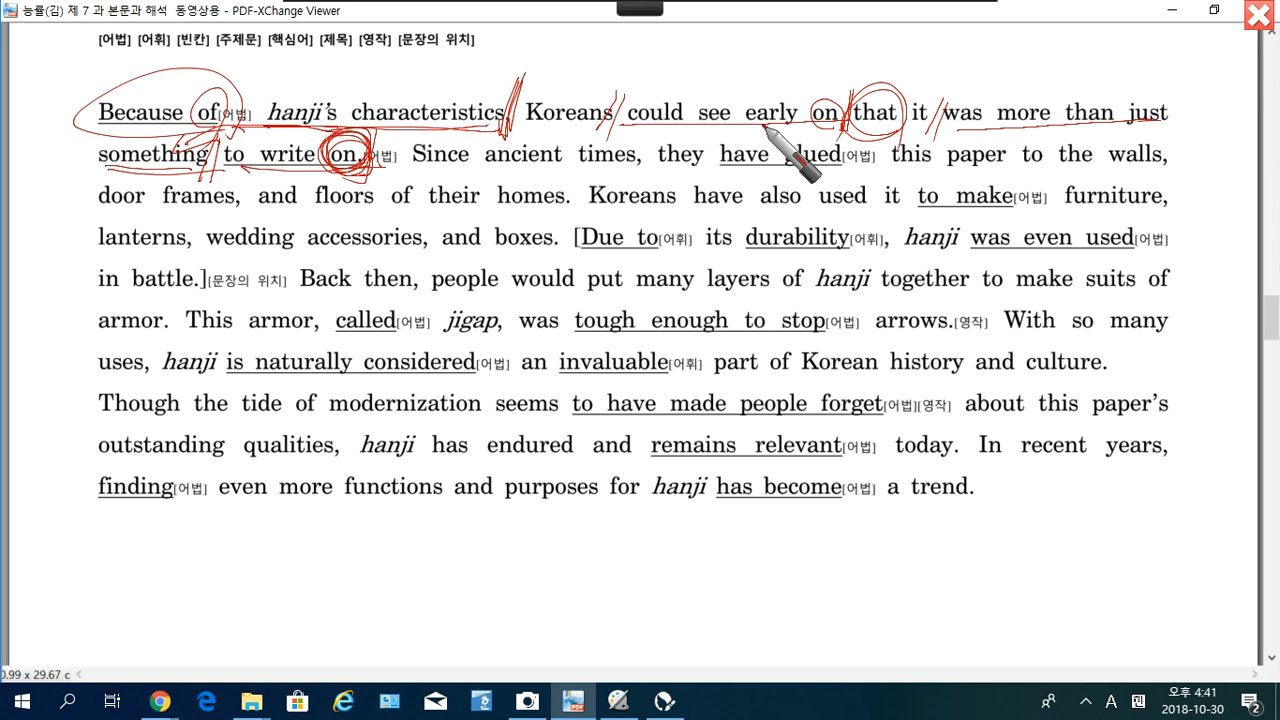 능률(김) 제 7 과 본문과 해석 동영상용 - PDF-XChange Viewer
[어법] [어휘] [빈칸] [주제문] [핵심어] [제목] [영작] [문장의 위치]
Because of[어법] hanji's characteristics, Koreans could see early on that it was more than just
something to write on.[어법] Since ancient times, they have glued[어법] this paper to the walls,
door frames, and floors of their homes. Koreans have also used it to make[어법] furniture,
lanterns, wedding accessories, and boxes. [Due to[어휘] its durability[어휘], hanji was even used[어법]
in battle.][문장의 위치] Back then, people would put many layers of hanji together to make suits of
armor. This armor, called[어법] jigap, was tough enough to stop[어법] arrows.[영작] With so many
uses, hanji is naturally considered[어법] an invaluable[어휘] part of Korean history and culture.
Though the tide of modernization seems to have made people forget[어법][영작] about this paper's
outstanding qualities, hanji has endured and remains relevant[어법] today. In recent years,
finding[어법] even more functions and purposes for hanji has become[어법] a trend.
0.99 x 29.67 c
A 오후 4:41
2018-10-30 2